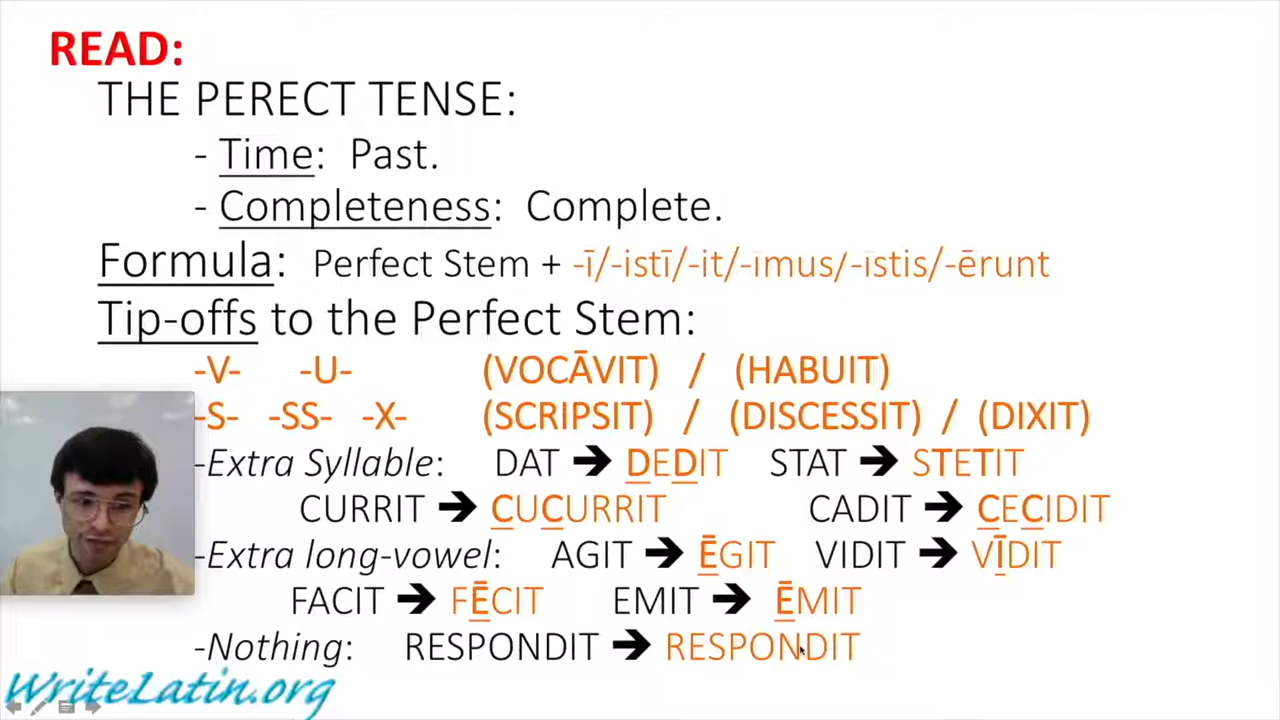 READ:
THE PERECT TENSE:
- Time: Past.
- Completeness: Complete.
Formula: Perfect Stem + -ī/-istī/-it/-imus/-istis/-ērunt
Tip-offs to the Perfect Stem:
-V- -U- (VOCĀVIT) / (HABUIT)
-S- -SS- -X- (SCRIPSIT) / (DISCESSIT) / (DIXIT)
-Extra Syllable: DAT ➔ DEDIT STAT ➔ STETIT
CURRIT ➔ CUCURRIT CADIT ➔ CECIDIT
-Extra long-vowel: AGIT ➔ ĒGIT VIDIT ➔ VĪDIT
FACIT ➔ FĒCIT EMIT ➔ ĒMIT
-Nothing: RESPONDIT ➔ RESPONDIT
WriteLatin.org